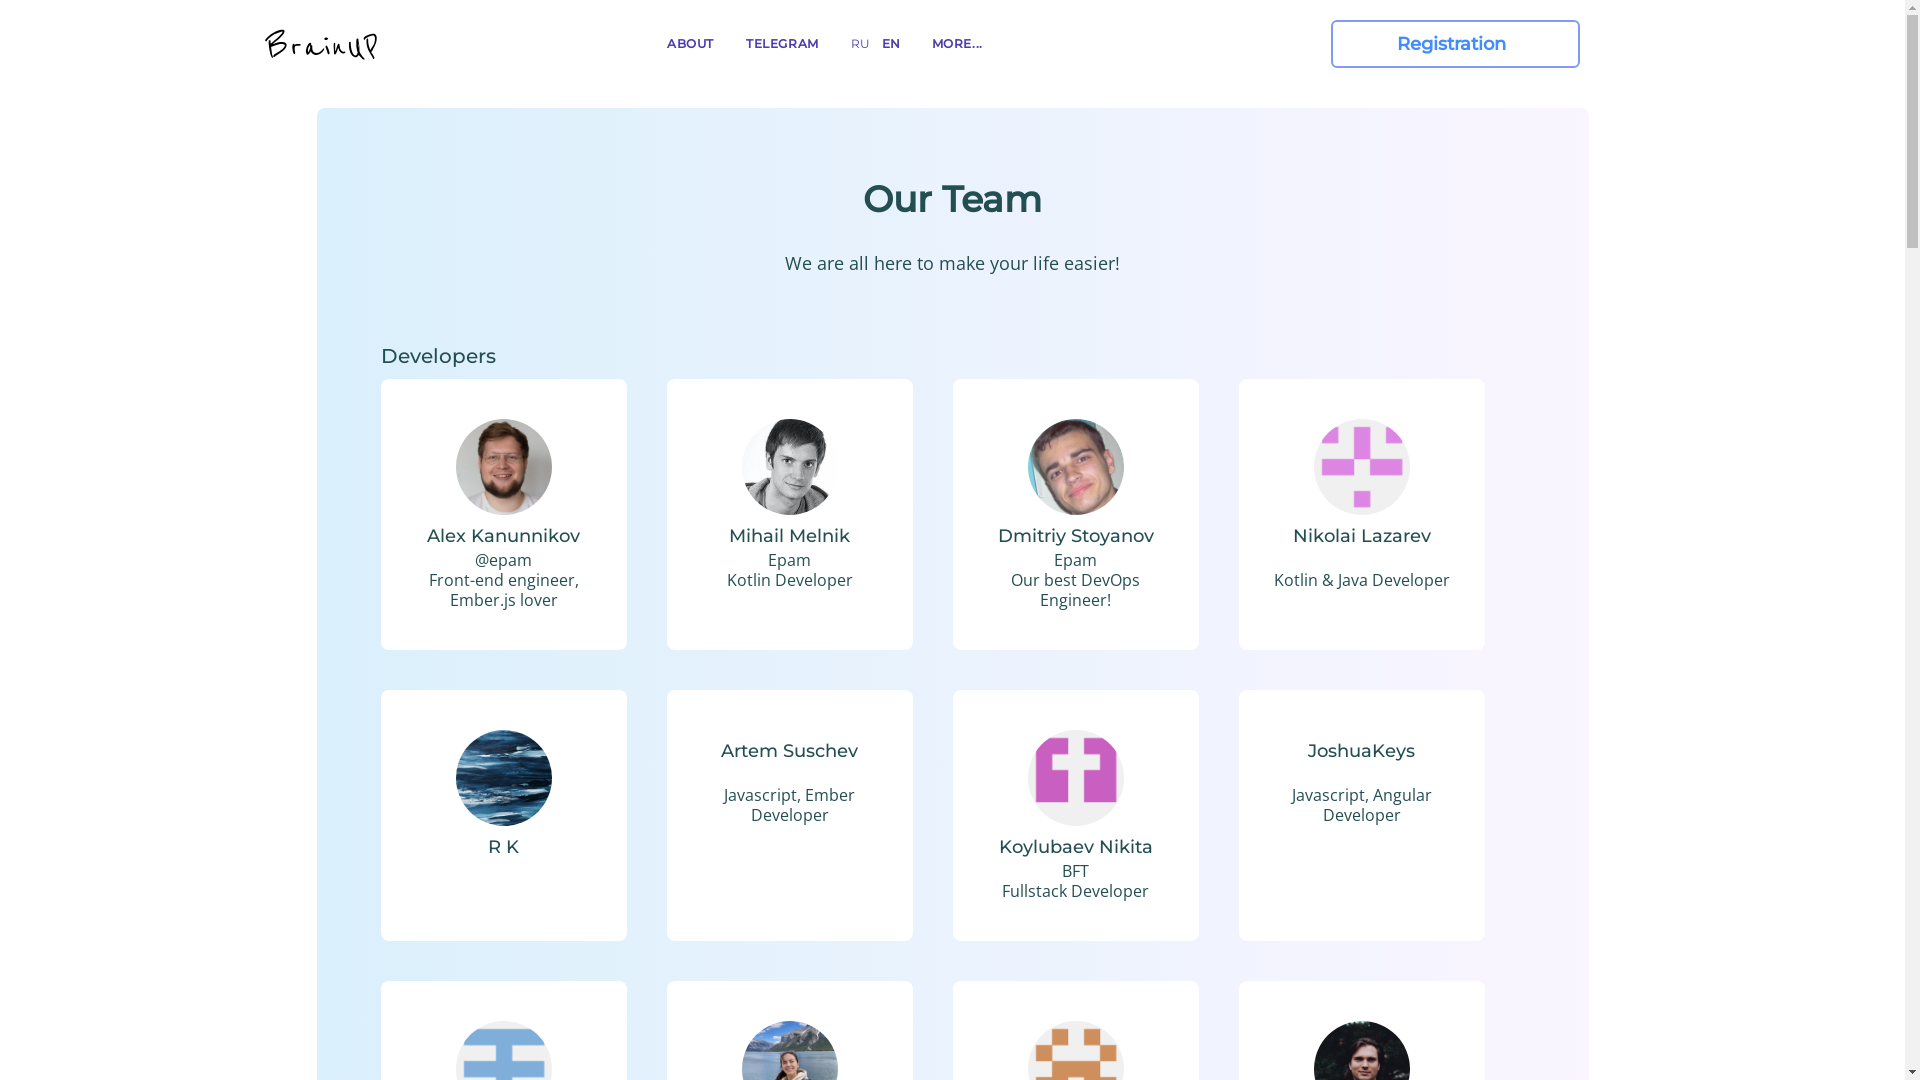 BrainUP
ABOUT
TELEGRAM
RU
EN
MORE...
Registration
Our Team
We are all here to make your life easier!
Developers
Alex Kanunnikov
@epam
Front-end engineer,
Ember.js lover
Mihail Melnik
Epam
Kotlin Developer
Dmitriy Stoyanov
Epam
Our best DevOps
Engineer!
Nikolai Lazarev
Kotlin & Java Developer
R K
Artem Suschev
Javascript, Ember
Developer
Koylubaev Nikita
BFT
Fullstack Developer
JoshuaKeys
Javascript, Angular
Developer